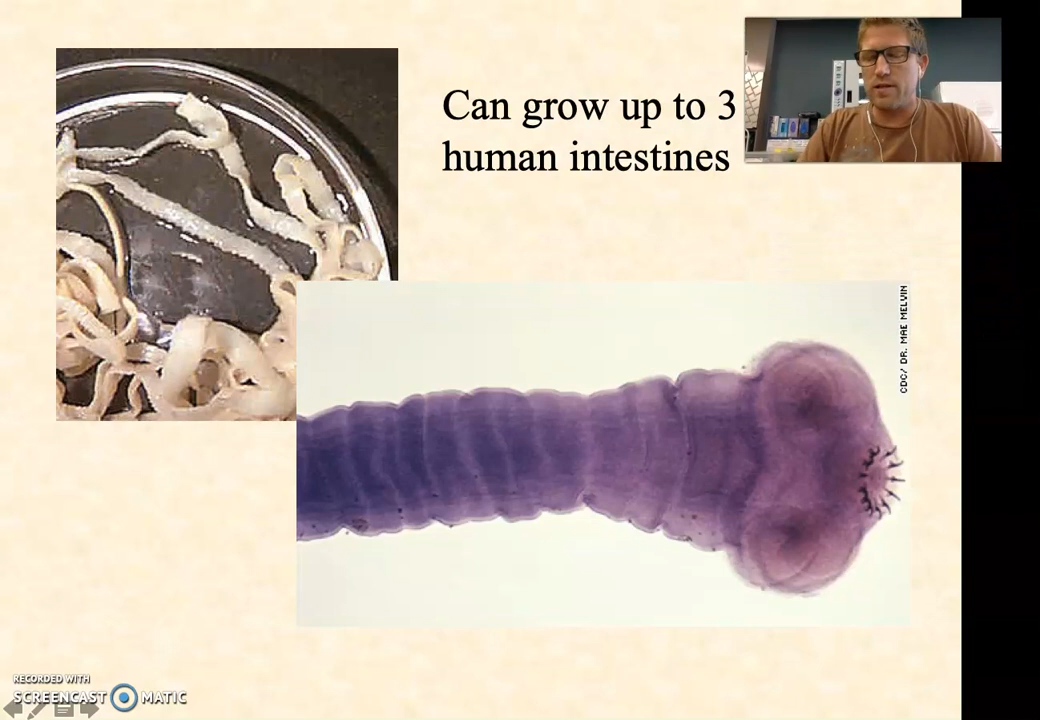 Can grow up to 3
human intestines
CDC/ DR. MAE MELVIN
RECORDED WITH
SCREENCAST MATIC